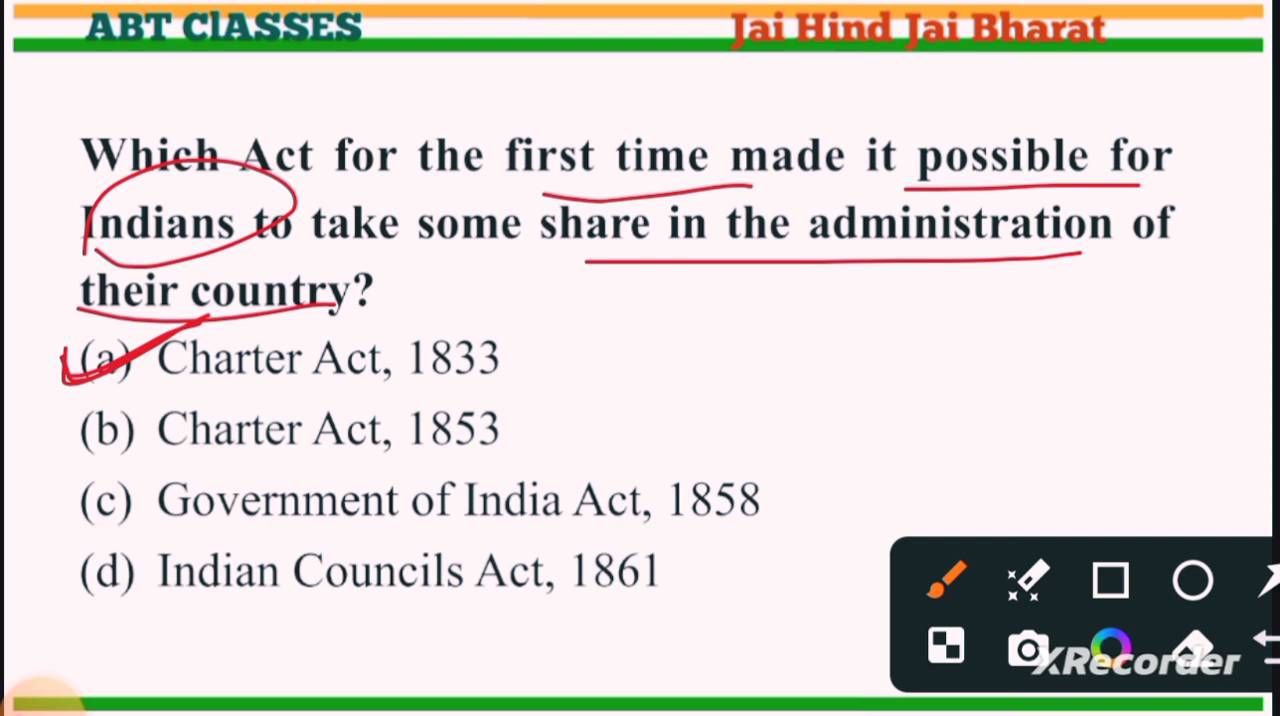 ABT ClASSES
Jai Hind Jai Bharat
Which Act for the first time made it possible for
Indians to take some share in the administration of
their country?
(a) Charter Act, 1833
(b) Charter Act, 1853
(c) Government of India Act, 1858
(d) Indian Councils Act, 1861
XRecorder